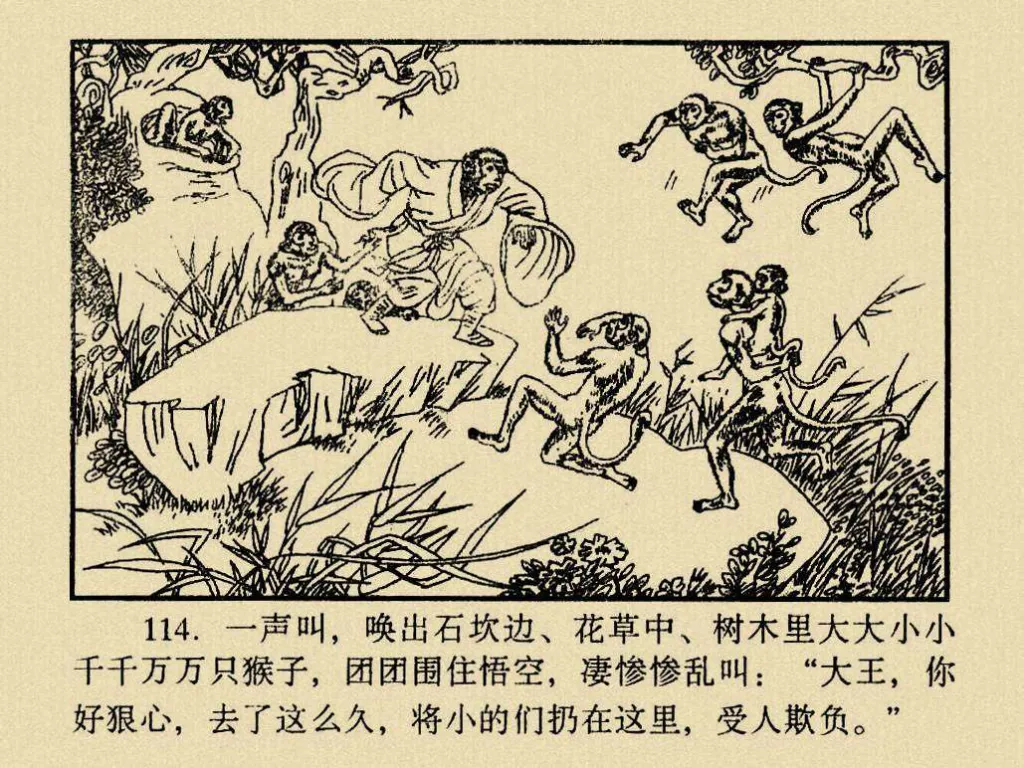 114. 一声叫，唤出石坎边、花草中、树木里大大小小
千千万万只猴子，团团围住悟空，凄惨惨乱叫：“大王，你
好狠心，去了这么久，将小的们扔在这里，受人欺负。”